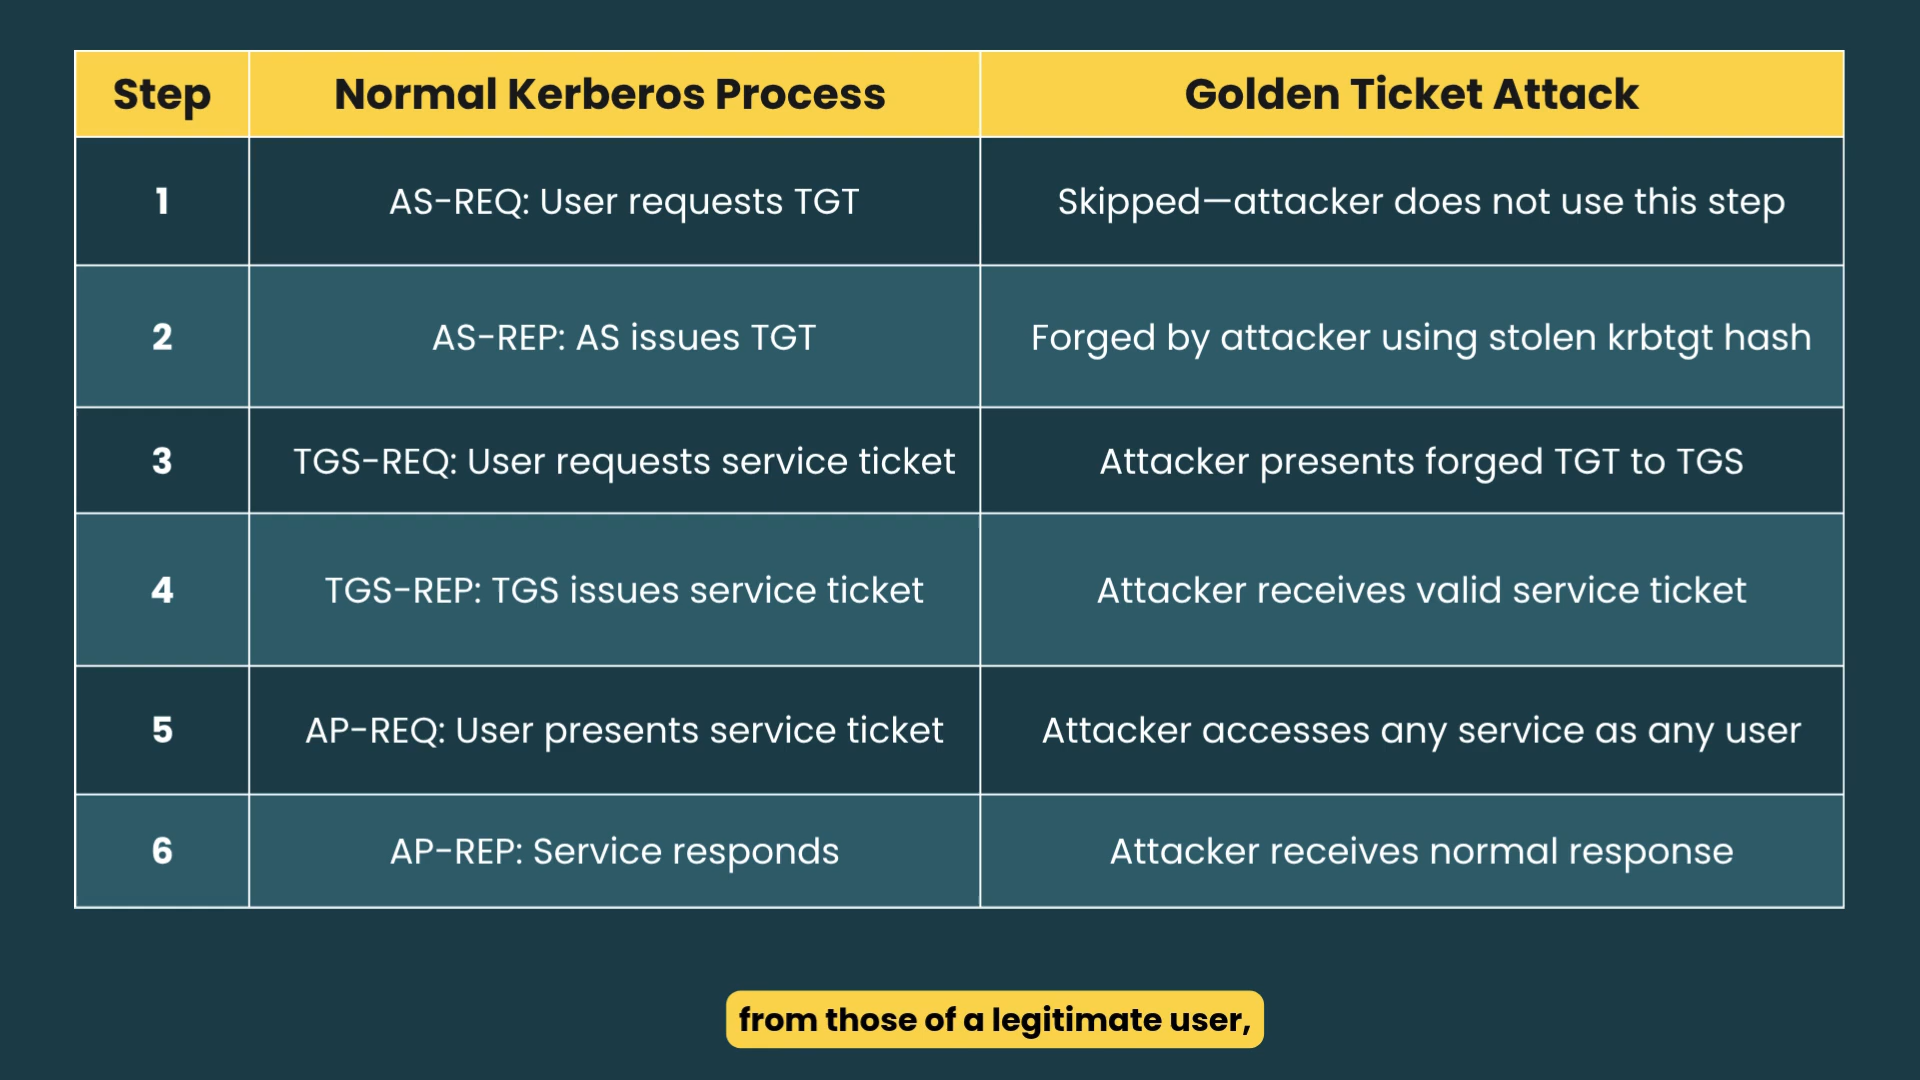 Step Normal Kerberos Process Golden Ticket Attack
1 AS-REQ: User requests TGT Skipped—attacker does not use this step
2 AS-REP: AS issues TGT Forged by attacker using stolen krbtgt hash
3 TGS-REQ: User requests service ticket Attacker presents forged TGT to TGS
4 TGS-REP: TGS issues service ticket Attacker receives valid service ticket
5 AP-REQ: User presents service ticket Attacker accesses any service as any user
6 AP-REP: Service responds Attacker receives normal response
from those of a legitimate user,